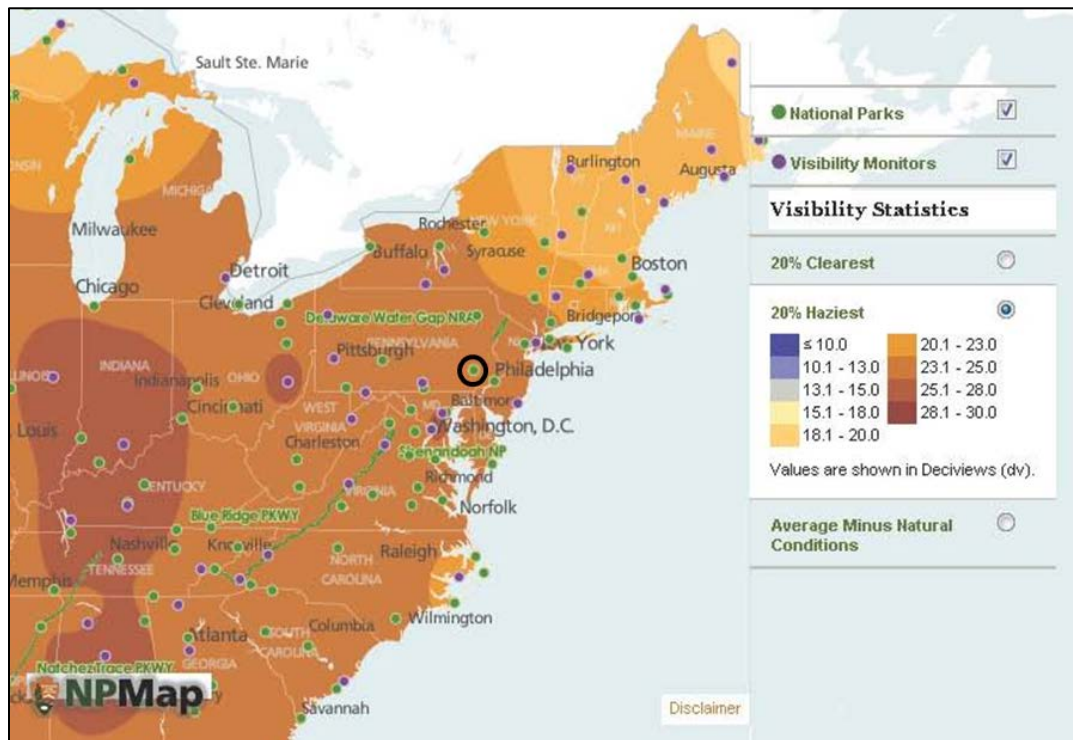 Sault Ste. Marie
MAINE
Burlington
Augusta
MICHIGA
Milwaukee
Rochester
NEW YORK
Buffalo
Syracuse
Detroit
Boston
Chicago
Cleveland
Delaware Water Gap NRA
Bridgepor
CT
PENNSYLVANIA
York
Pittsburgh
INDIANA
OHIO
Philadelphia
Indianapolis
Baltimor
Cincinnati
WEST
VIRGINIA
MD
Washington, D.C.
Louis
Charleston
Shenandoah NP
Richmond
KENTUCKY
VIRGINIA
Norfolk
Blue Ridge PKWY
Nashville
Knoxville
Raleigh
TENNESSEE
NORTH
CAROLINA
Memphis
Wilmington
Columbia
Atlanta
SOUTH
CAROLINA
GEORGIA
Natchez Trace PKWY
NPMap
Savannah
Disclaimer
National Parks
Visibility Monitors
Visibility Statistics
20% Clearest
20% Haziest
≤ 10.0
10.1 - 13.0
13.1 - 15.0
15.1 - 18.0
18.1 - 20.0
20.1 - 23.0
23.1 - 25.0
25.1 - 28.0
28.1 - 30.0
Values are shown in Deciviews (dv).
Average Minus Natural
Conditions